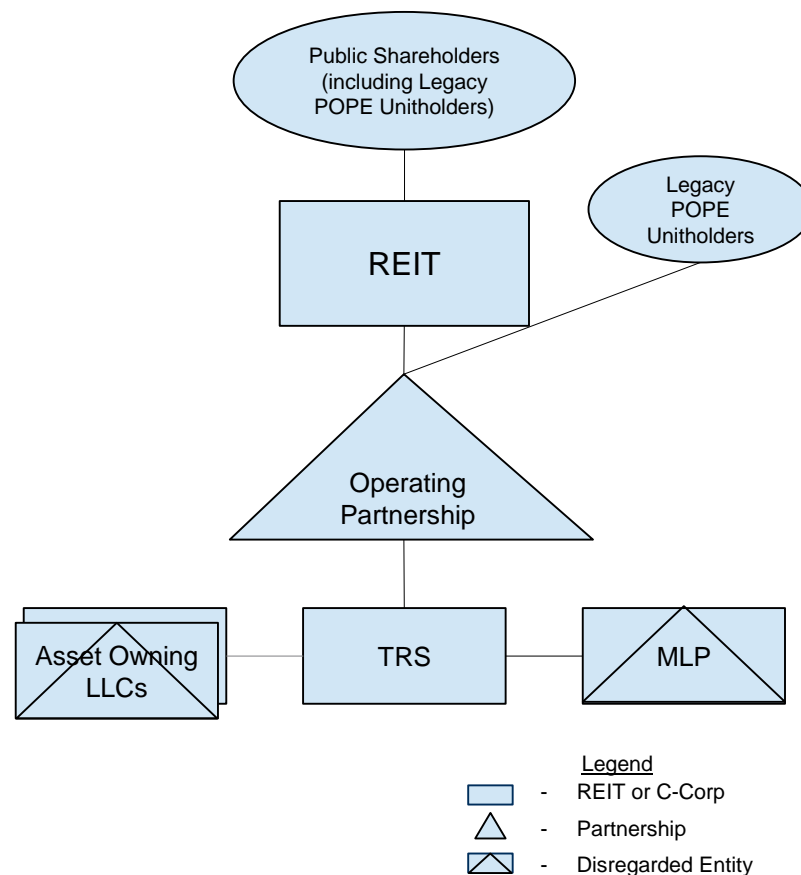 Public Shareholders
(including Legacy
POPE Unitholders)
Legacy
POPE
Unitholders
REIT
Operating
Partnership
Asset Owning
LLCs
TRS
MLP
Legend
- REIT or C-Corp
- Partnership
- Disregarded Entity